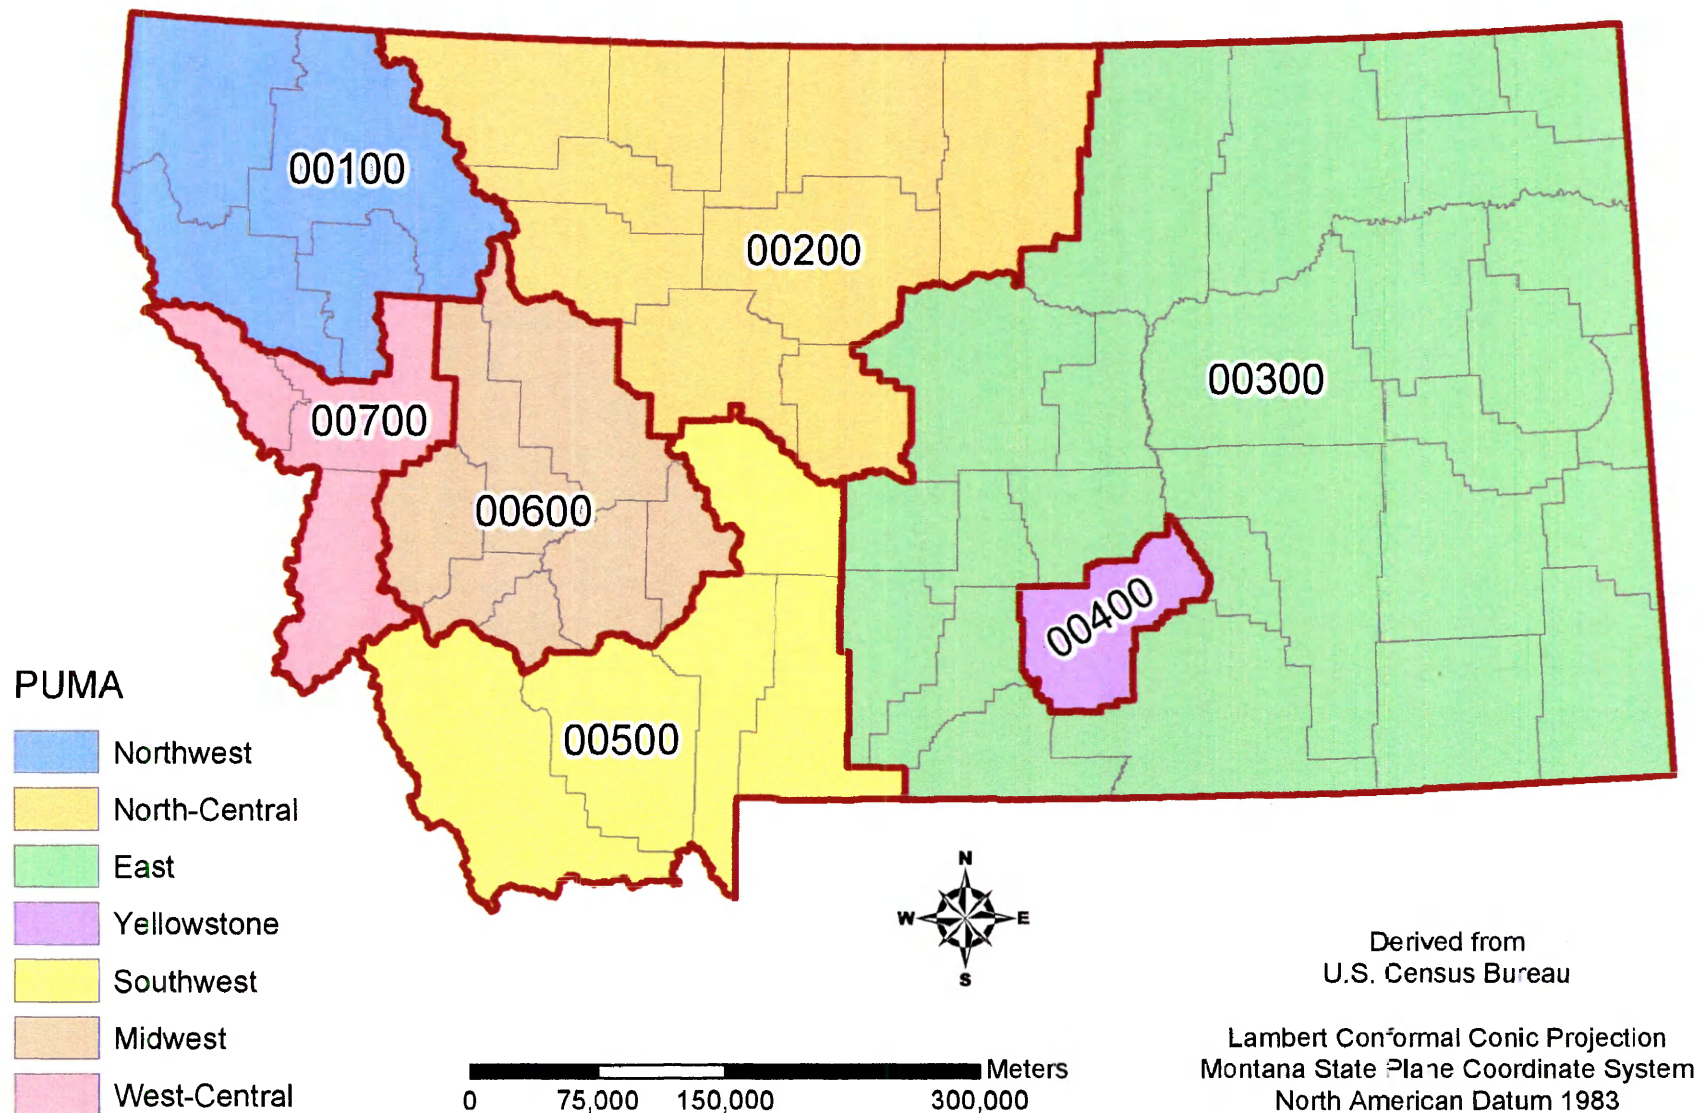 00100
00200
00300
00700
00600
00400
00500
PUMA
Northwest
North-Central
East
Yellowstone
Southwest
Midwest
West-Central
N
W E
S
Meters
0 75,000 150,000 300,000
Derived from
U.S. Census Bureau
Lambert Conformal Conic Projection
Montana State Plane Coordinate System
North American Datum 1983